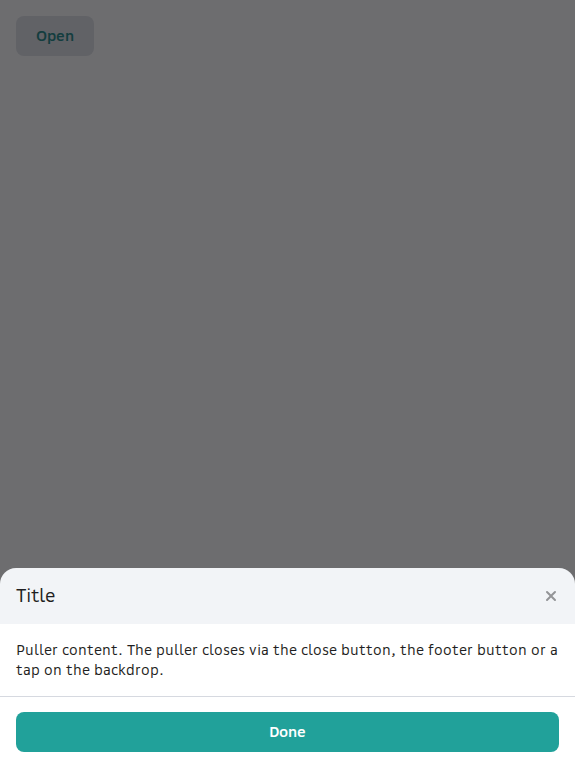 Open
Title
Puller content. The puller closes via the close button, the footer button or a
tap on the backdrop.
Done